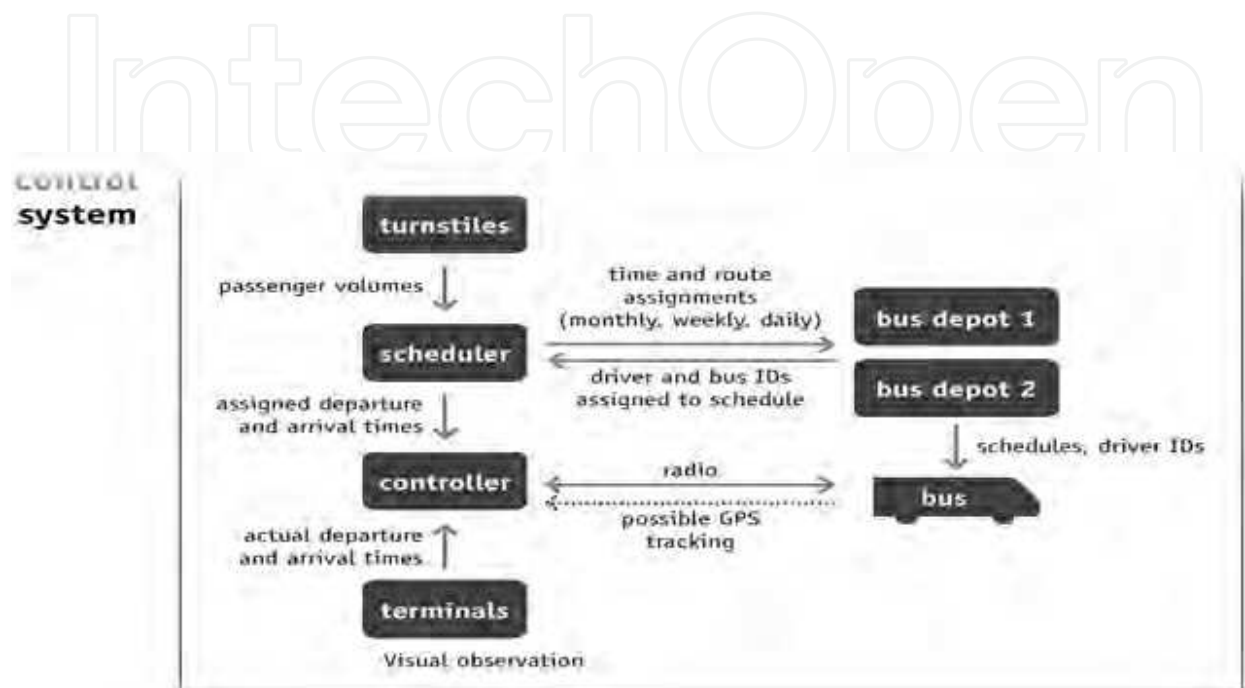 IntechOpen
control
system
turnstiles
passenger volumes
time and route
assignments
(monthly, weekly, daily)
bus depot 1
scheduler
driver and bus IDs
assigned to schedule
bus depot 2
assigned departure
and arrival times
schedules, driver IDs
controller
radio
bus
possible GPS
tracking
actual departure
and arrival times
terminals
Visual observation